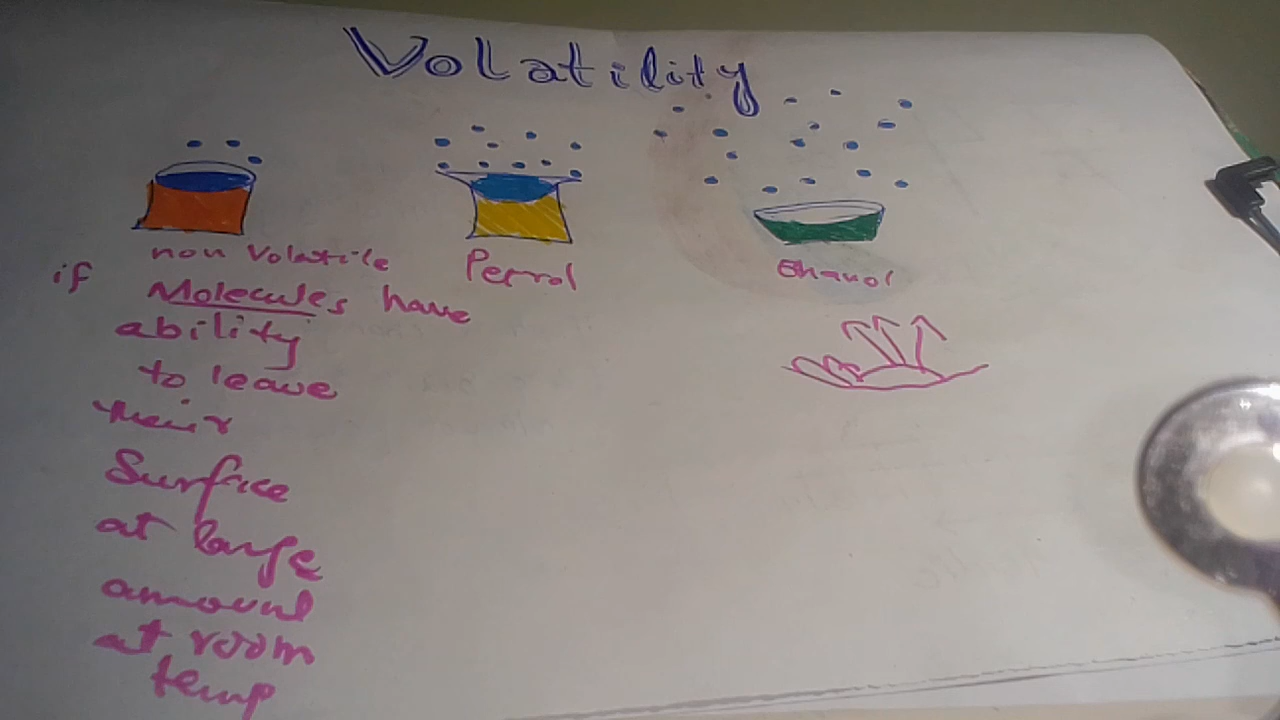 Volatility
non Volatile
Petrol
Ethanol
if Molecules have
ability
to leave
their
Surface
at large
amount
at room
temp